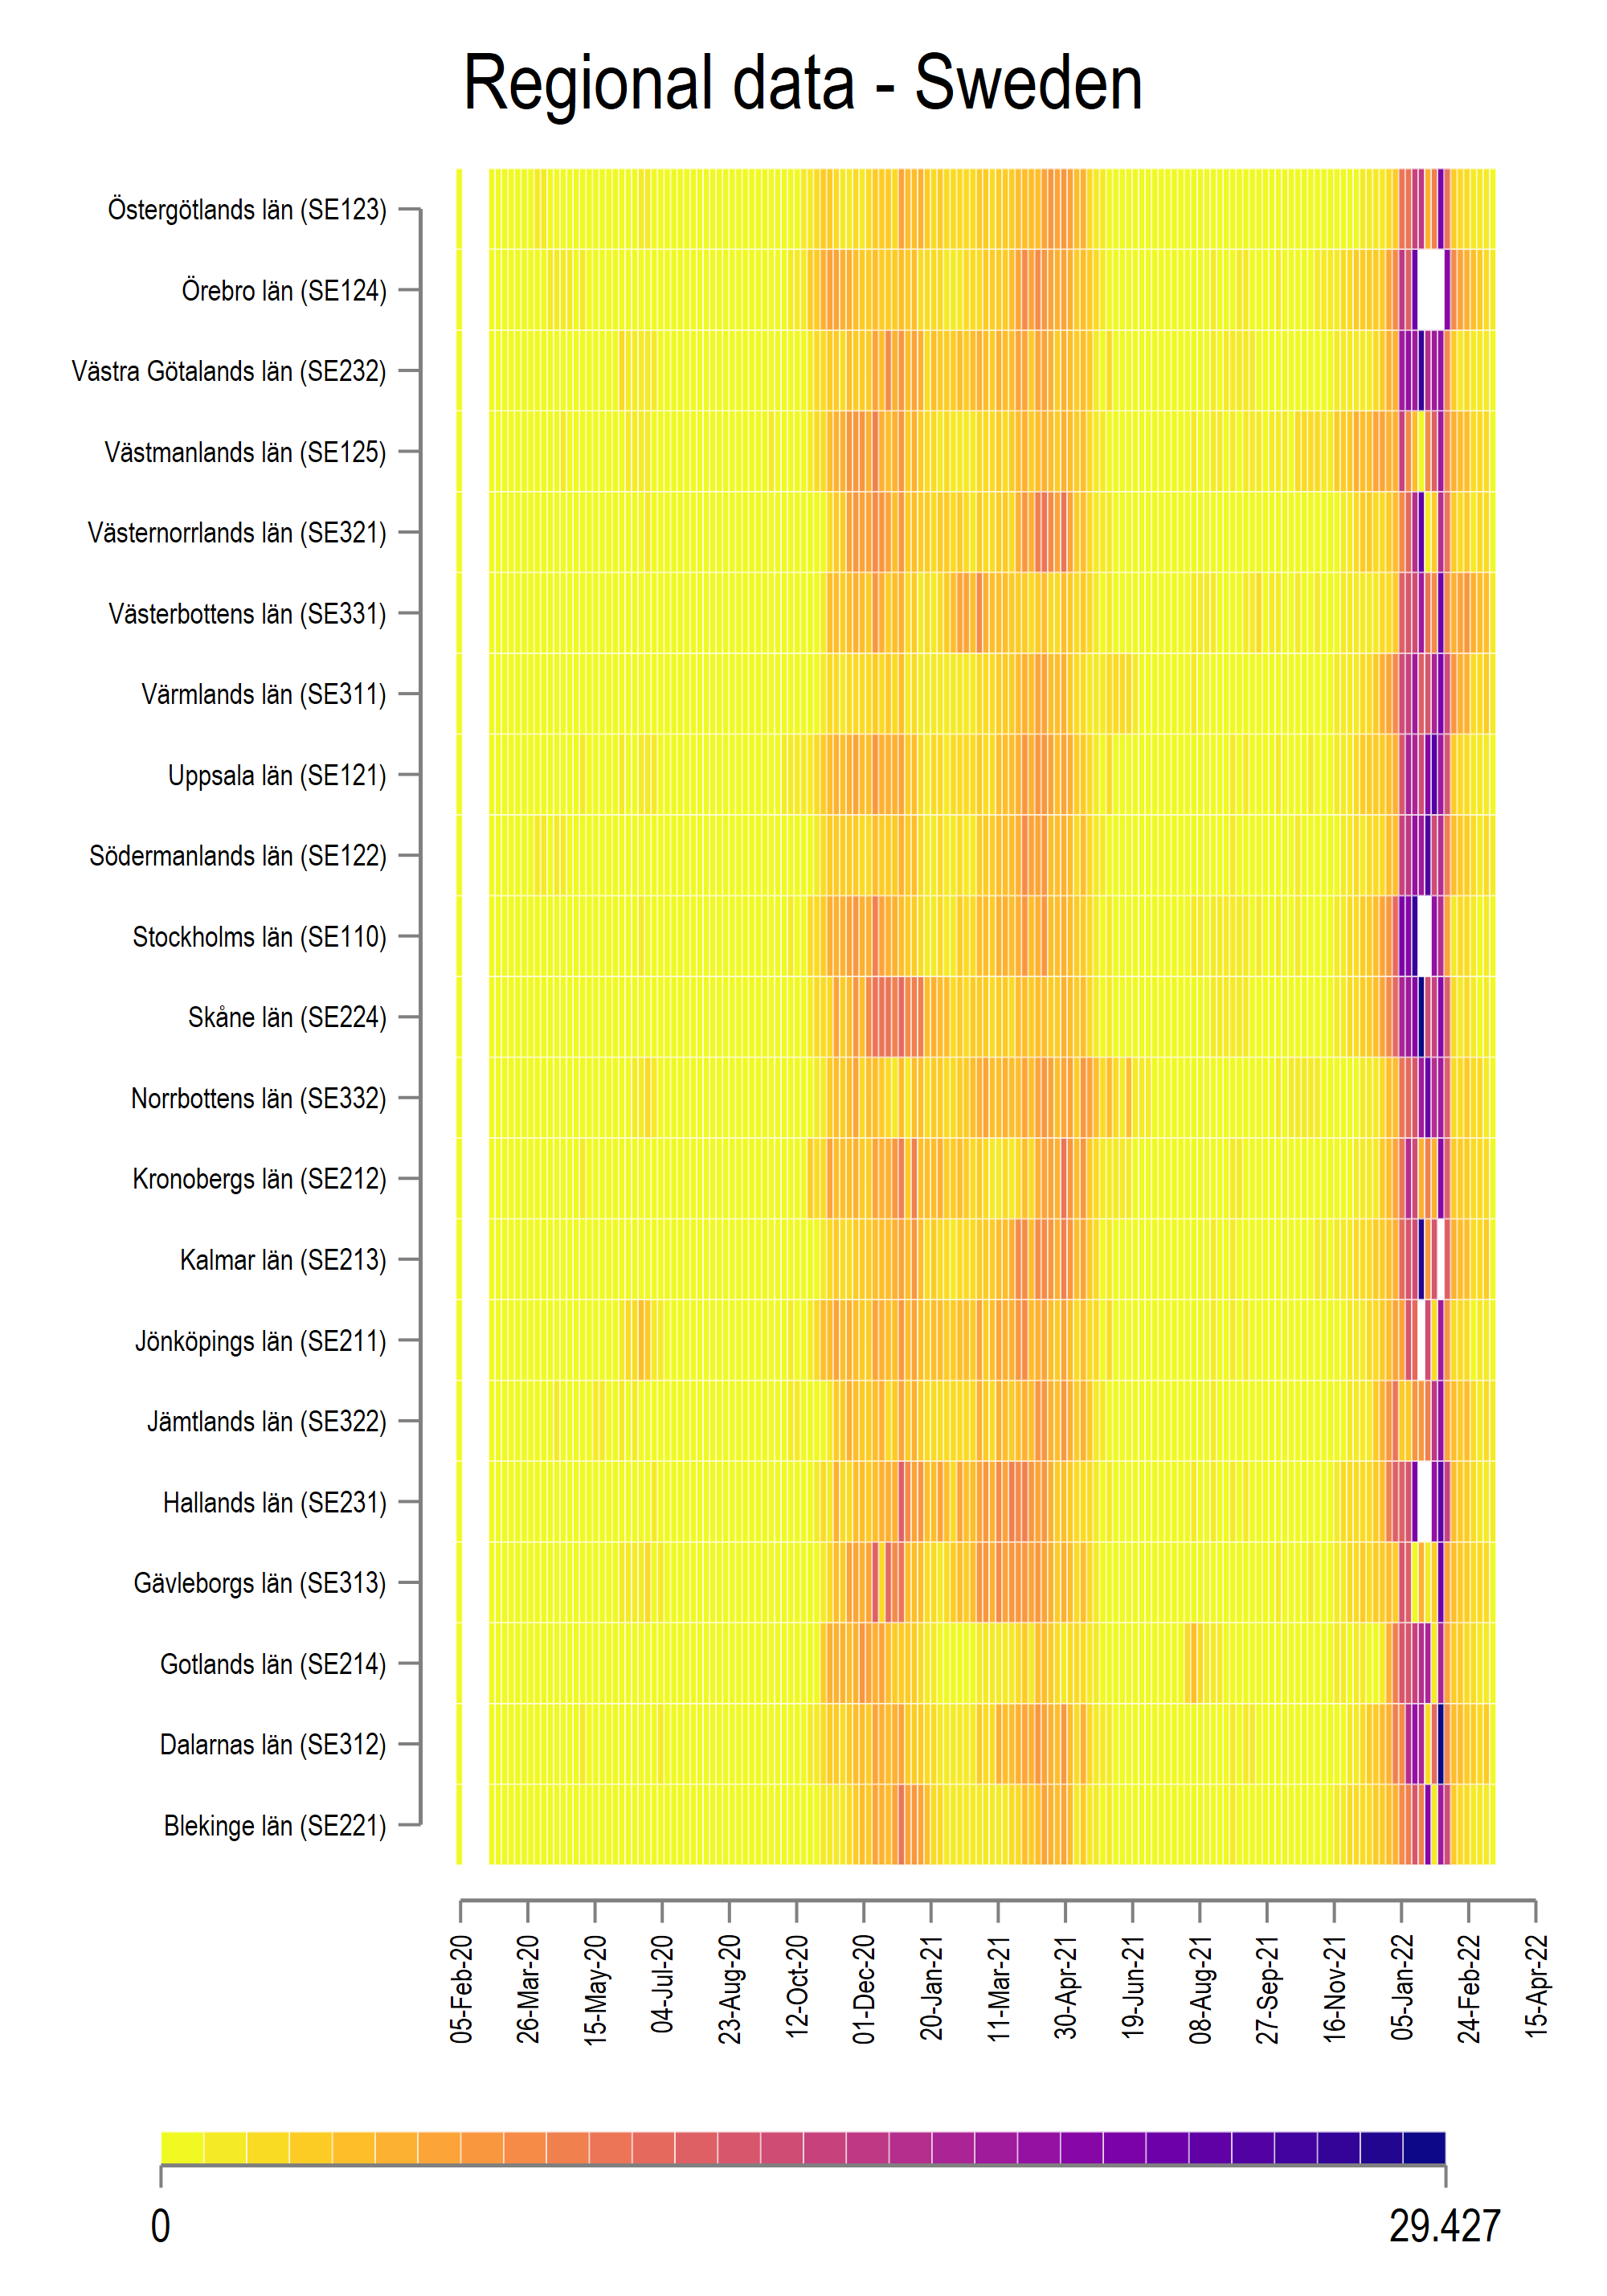 Regional data - Sweden
Östergötlands län (SE123)
Örebro län (SE124)
Västra Götalands län (SE232)
Västmanlands län (SE125)
Västernorrlands län (SE321)
Västerbottens län (SE331)
Värmlands län (SE311)
Uppsala län (SE121)
Södermanlands län (SE122)
Stockholms län (SE110)
Skåne län (SE224)
Norrbottens län (SE332)
Kronobergs län (SE212)
Kalmar län (SE213)
Jönköpings län (SE211)
Jämtlands län (SE322)
Hallands län (SE231)
Gävleborgs län (SE313)
Gotlands län (SE214)
Dalarnas län (SE312)
Blekinge län (SE221)
05-Feb-20
26-Mar-20
15-May-20
04-Jul-20
23-Aug-20
12-Oct-20
01-Dec-20
20-Jan-21
11-Mar-21
30-Apr-21
19-Jun-21
08-Aug-21
27-Sep-21
16-Nov-21
05-Jan-22
24-Feb-22
15-Apr-22
0
29.427